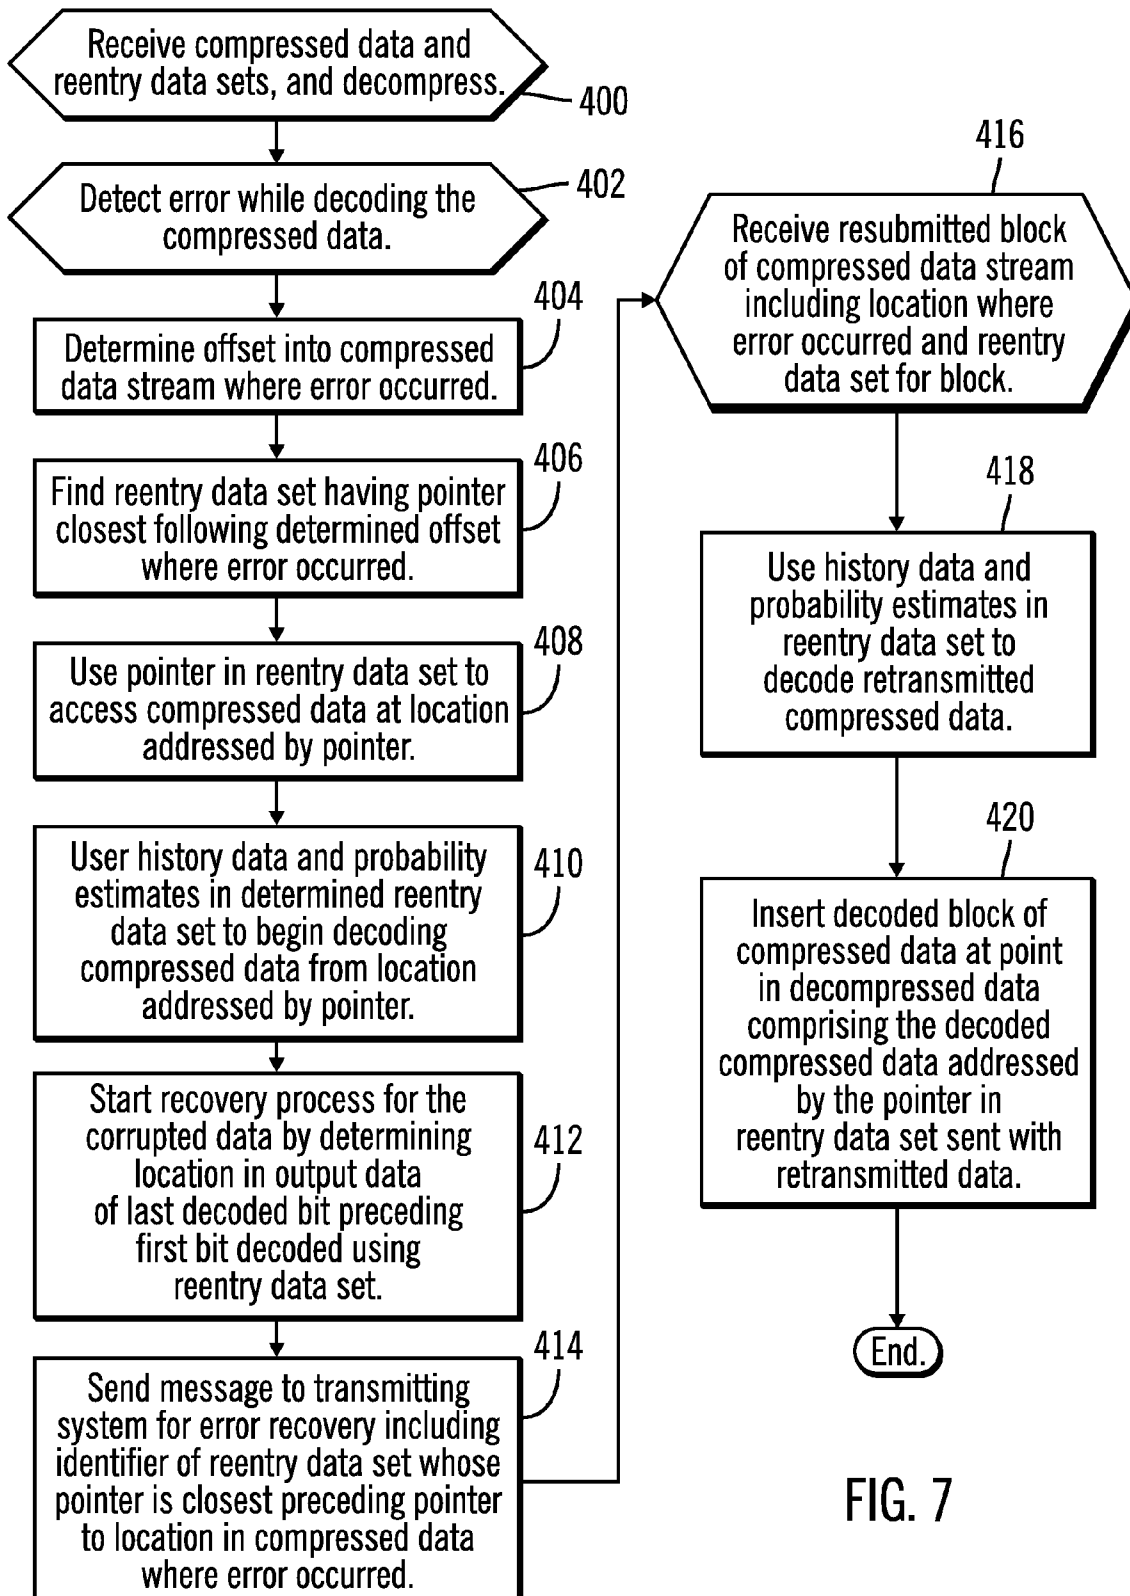 Receive compressed data and
reentry data sets, and decompress.
400
Detect error while decoding the
compressed data.
402
404
Determine offset into compressed
data stream where error occurred.
406
Find reentry data set having pointer
closest following determined offset
where error occurred.
408
Use pointer in reentry data set to
access compressed data at location
addressed by pointer.
410
User history data and probability
estimates in determined reentry
data set to begin decoding
compressed data from location
addressed by pointer.
412
Start recovery process for the
corrupted data by determining
location in output data
of last decoded bit preceding
first bit decoded using
reentry data set.
414
Send message to transmitting
system for error recovery including
identifier of reentry data set whose
pointer is closest preceding pointer
to location in compressed data
where error occurred.
416
Receive resubmitted block
of compressed data stream
including location where
error occurred and reentry
data set for block.
418
Use history data and
probability estimates in
reentry data set to
decode retransmitted
compressed data.
420
Insert decoded block of
compressed data at point
in decompressed data
comprising the decoded
compressed data addressed
by the pointer in
reentry data set sent with
retransmitted data.
End.
FIG. 7